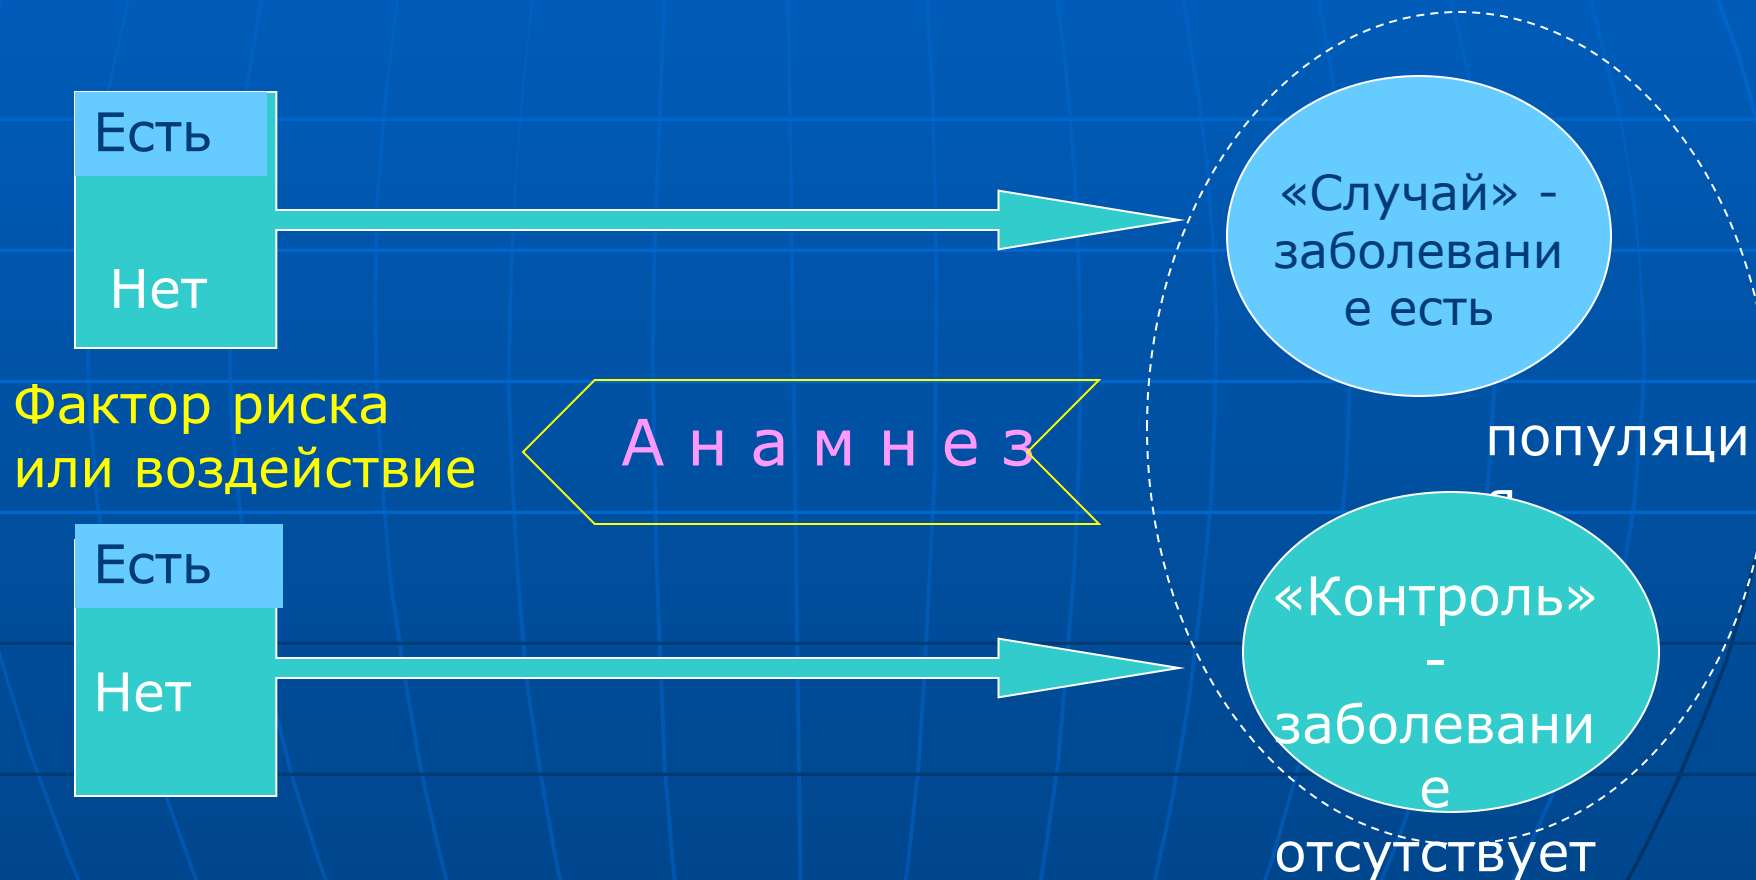 Есть
Нет
«Случай» -
заболевани
е есть
Фактор риска
или воздействие
А н а м н е з
популяци
я
Есть
Нет
«Контроль»
-
заболевани
е
отсутствует